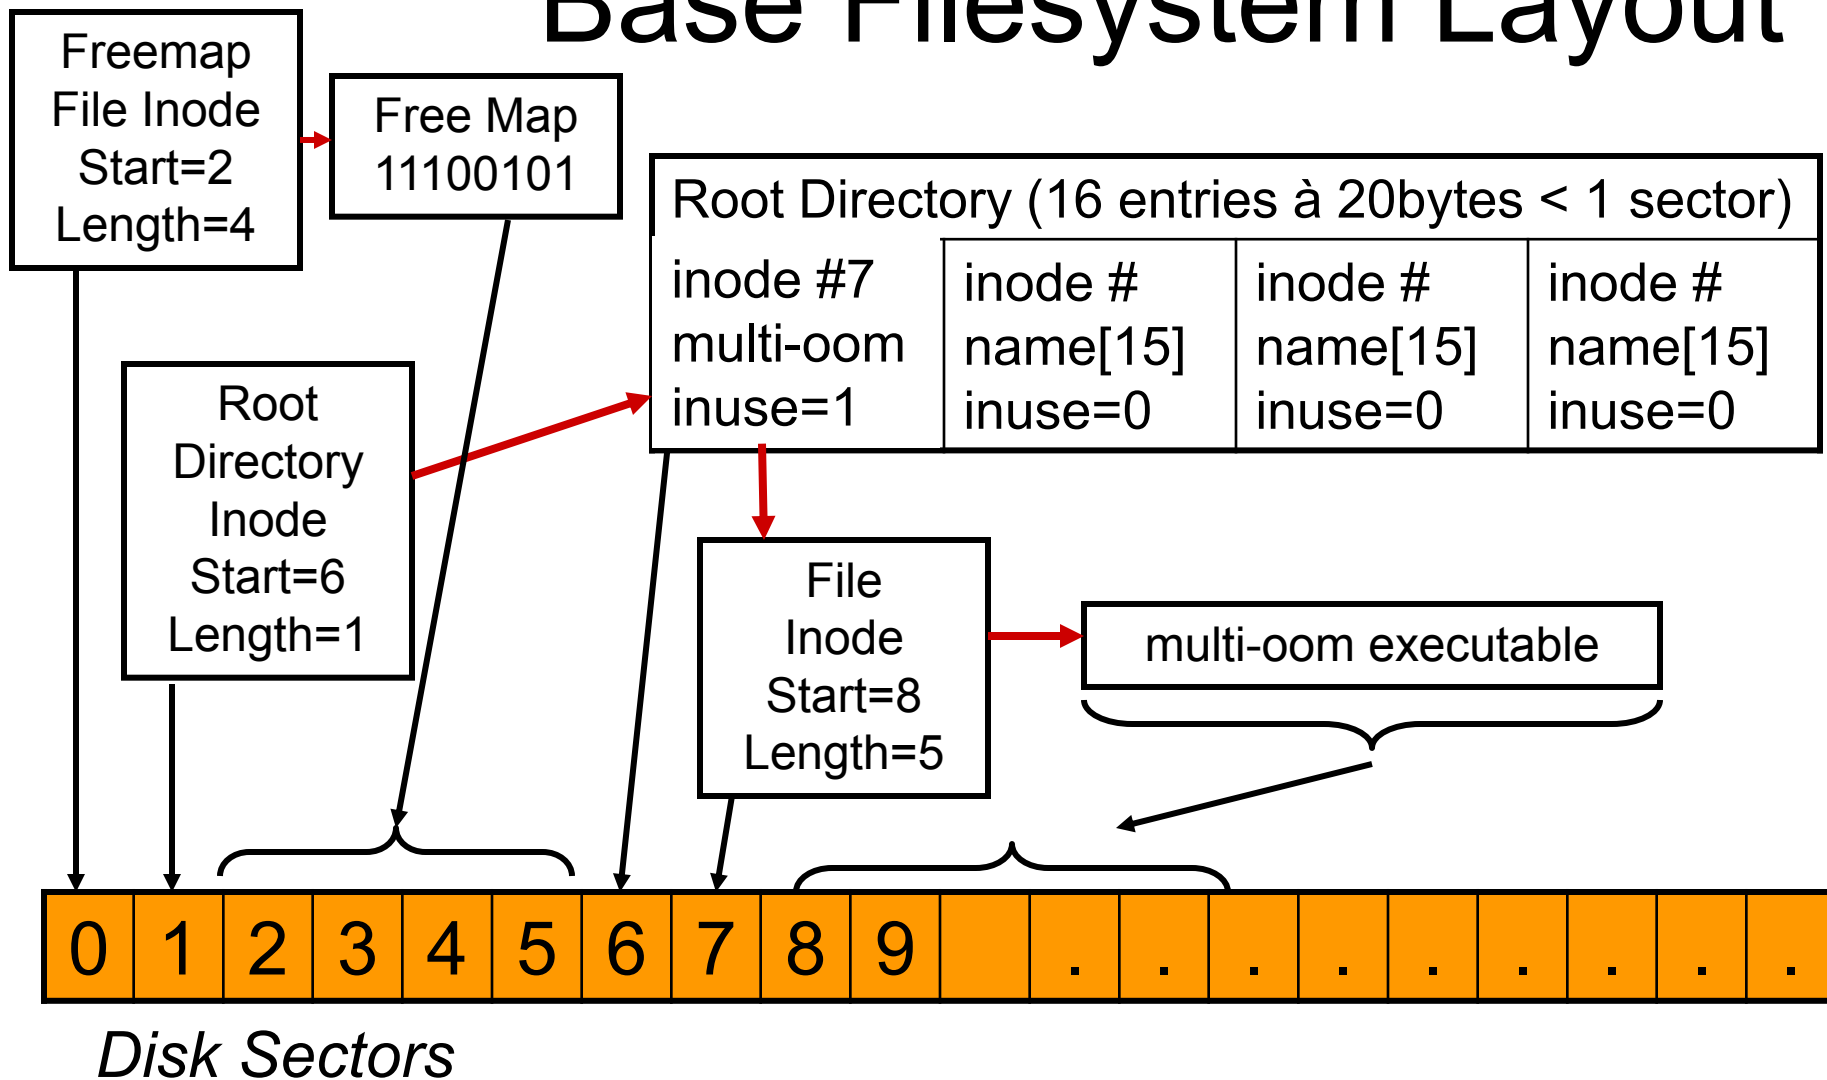 Base Filesystem Layout
Freemap
File Inode
Start=2
Length=4
Free Map
11100101
Root Directory (16 entries à 20bytes < 1 sector)
inode #7
multi-oom
inuse=1
inode #
name[15]
inuse=0
inode #
name[15]
inuse=0
inode #
name[15]
inuse=0
Root
Directory
Inode
Start=6
Length=1
File
Inode
Start=8
Length=5
multi-oom executable
0 1 2 3 4 5 6 7 8 9 . . . . . . . . .
Disk Sectors